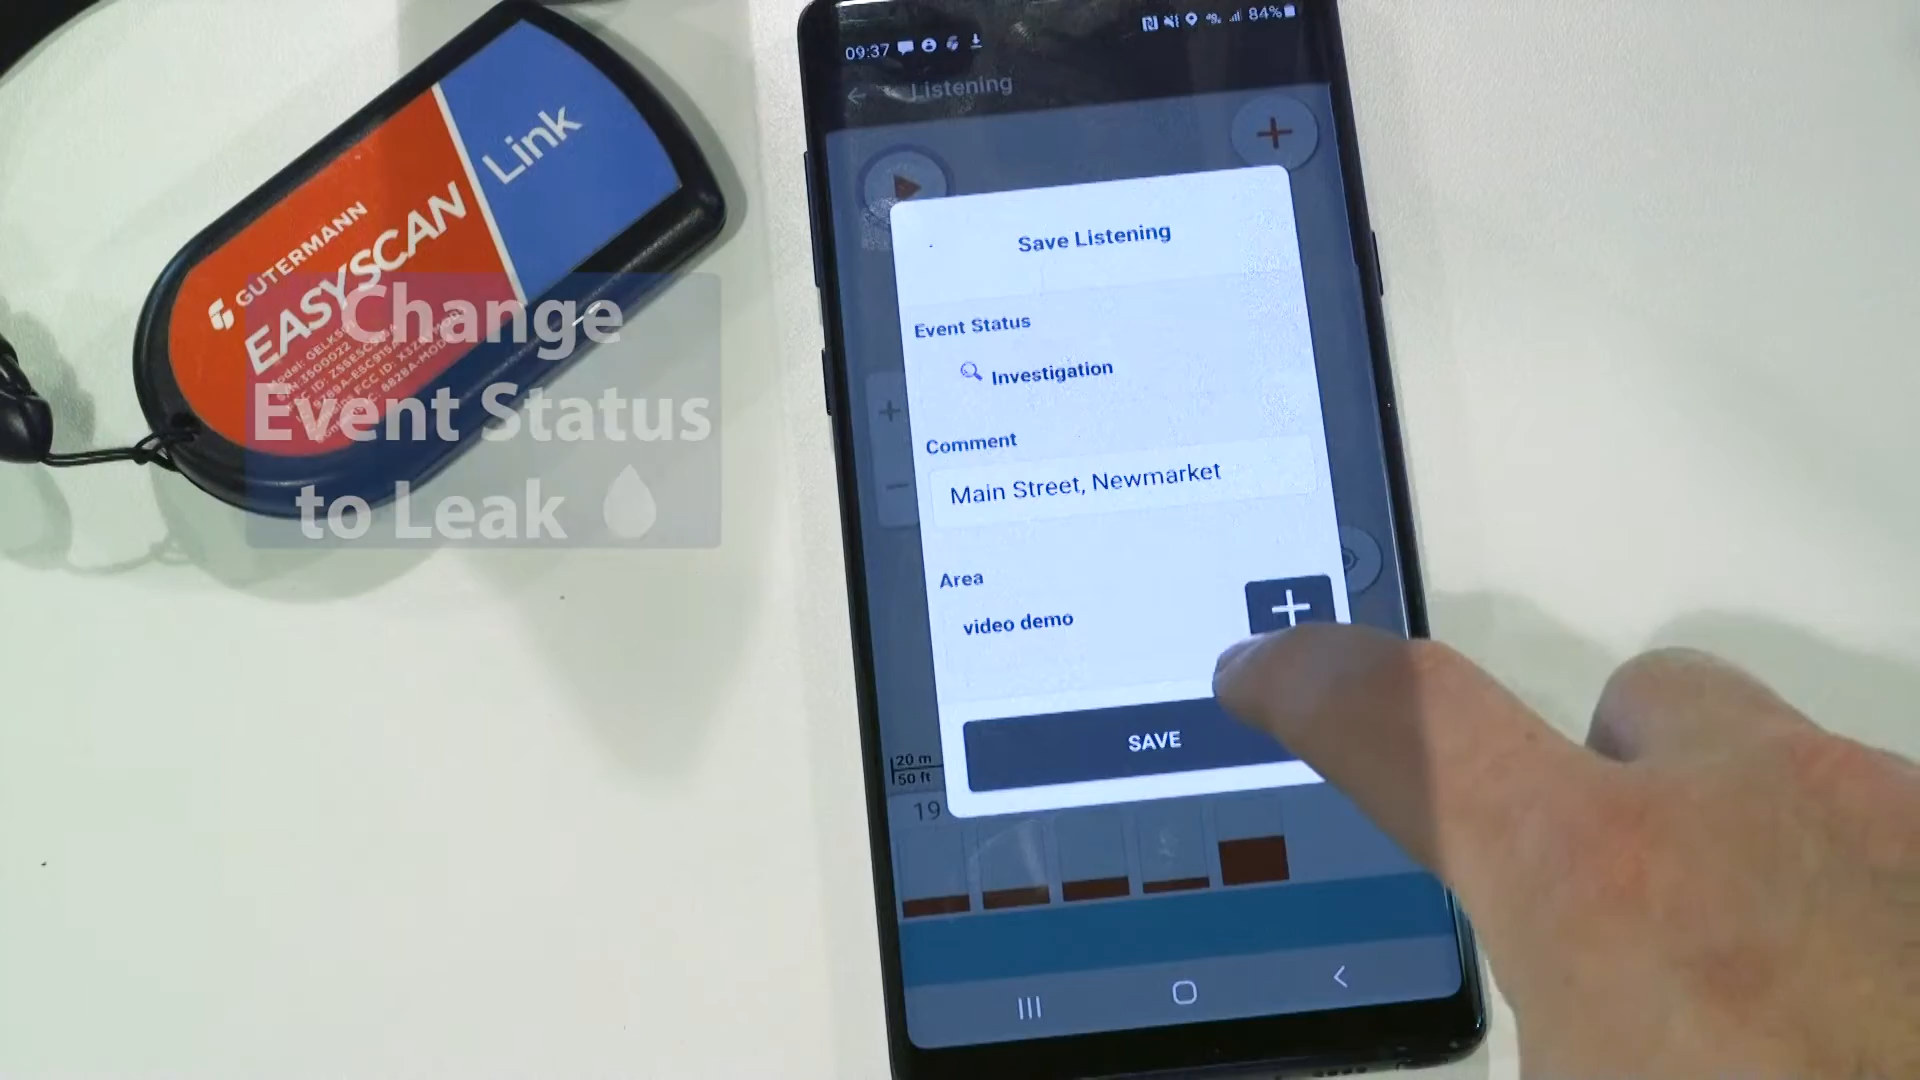 GUTERMANN
EASYSCAN
Link
Change
Event Status
to Leak
09:37
84%
Listening
Save Listening
Event Status
Investigation
Comment
Main Street, Newmarket
Area
video demo
+
SAVE
20 m
50 ft
19